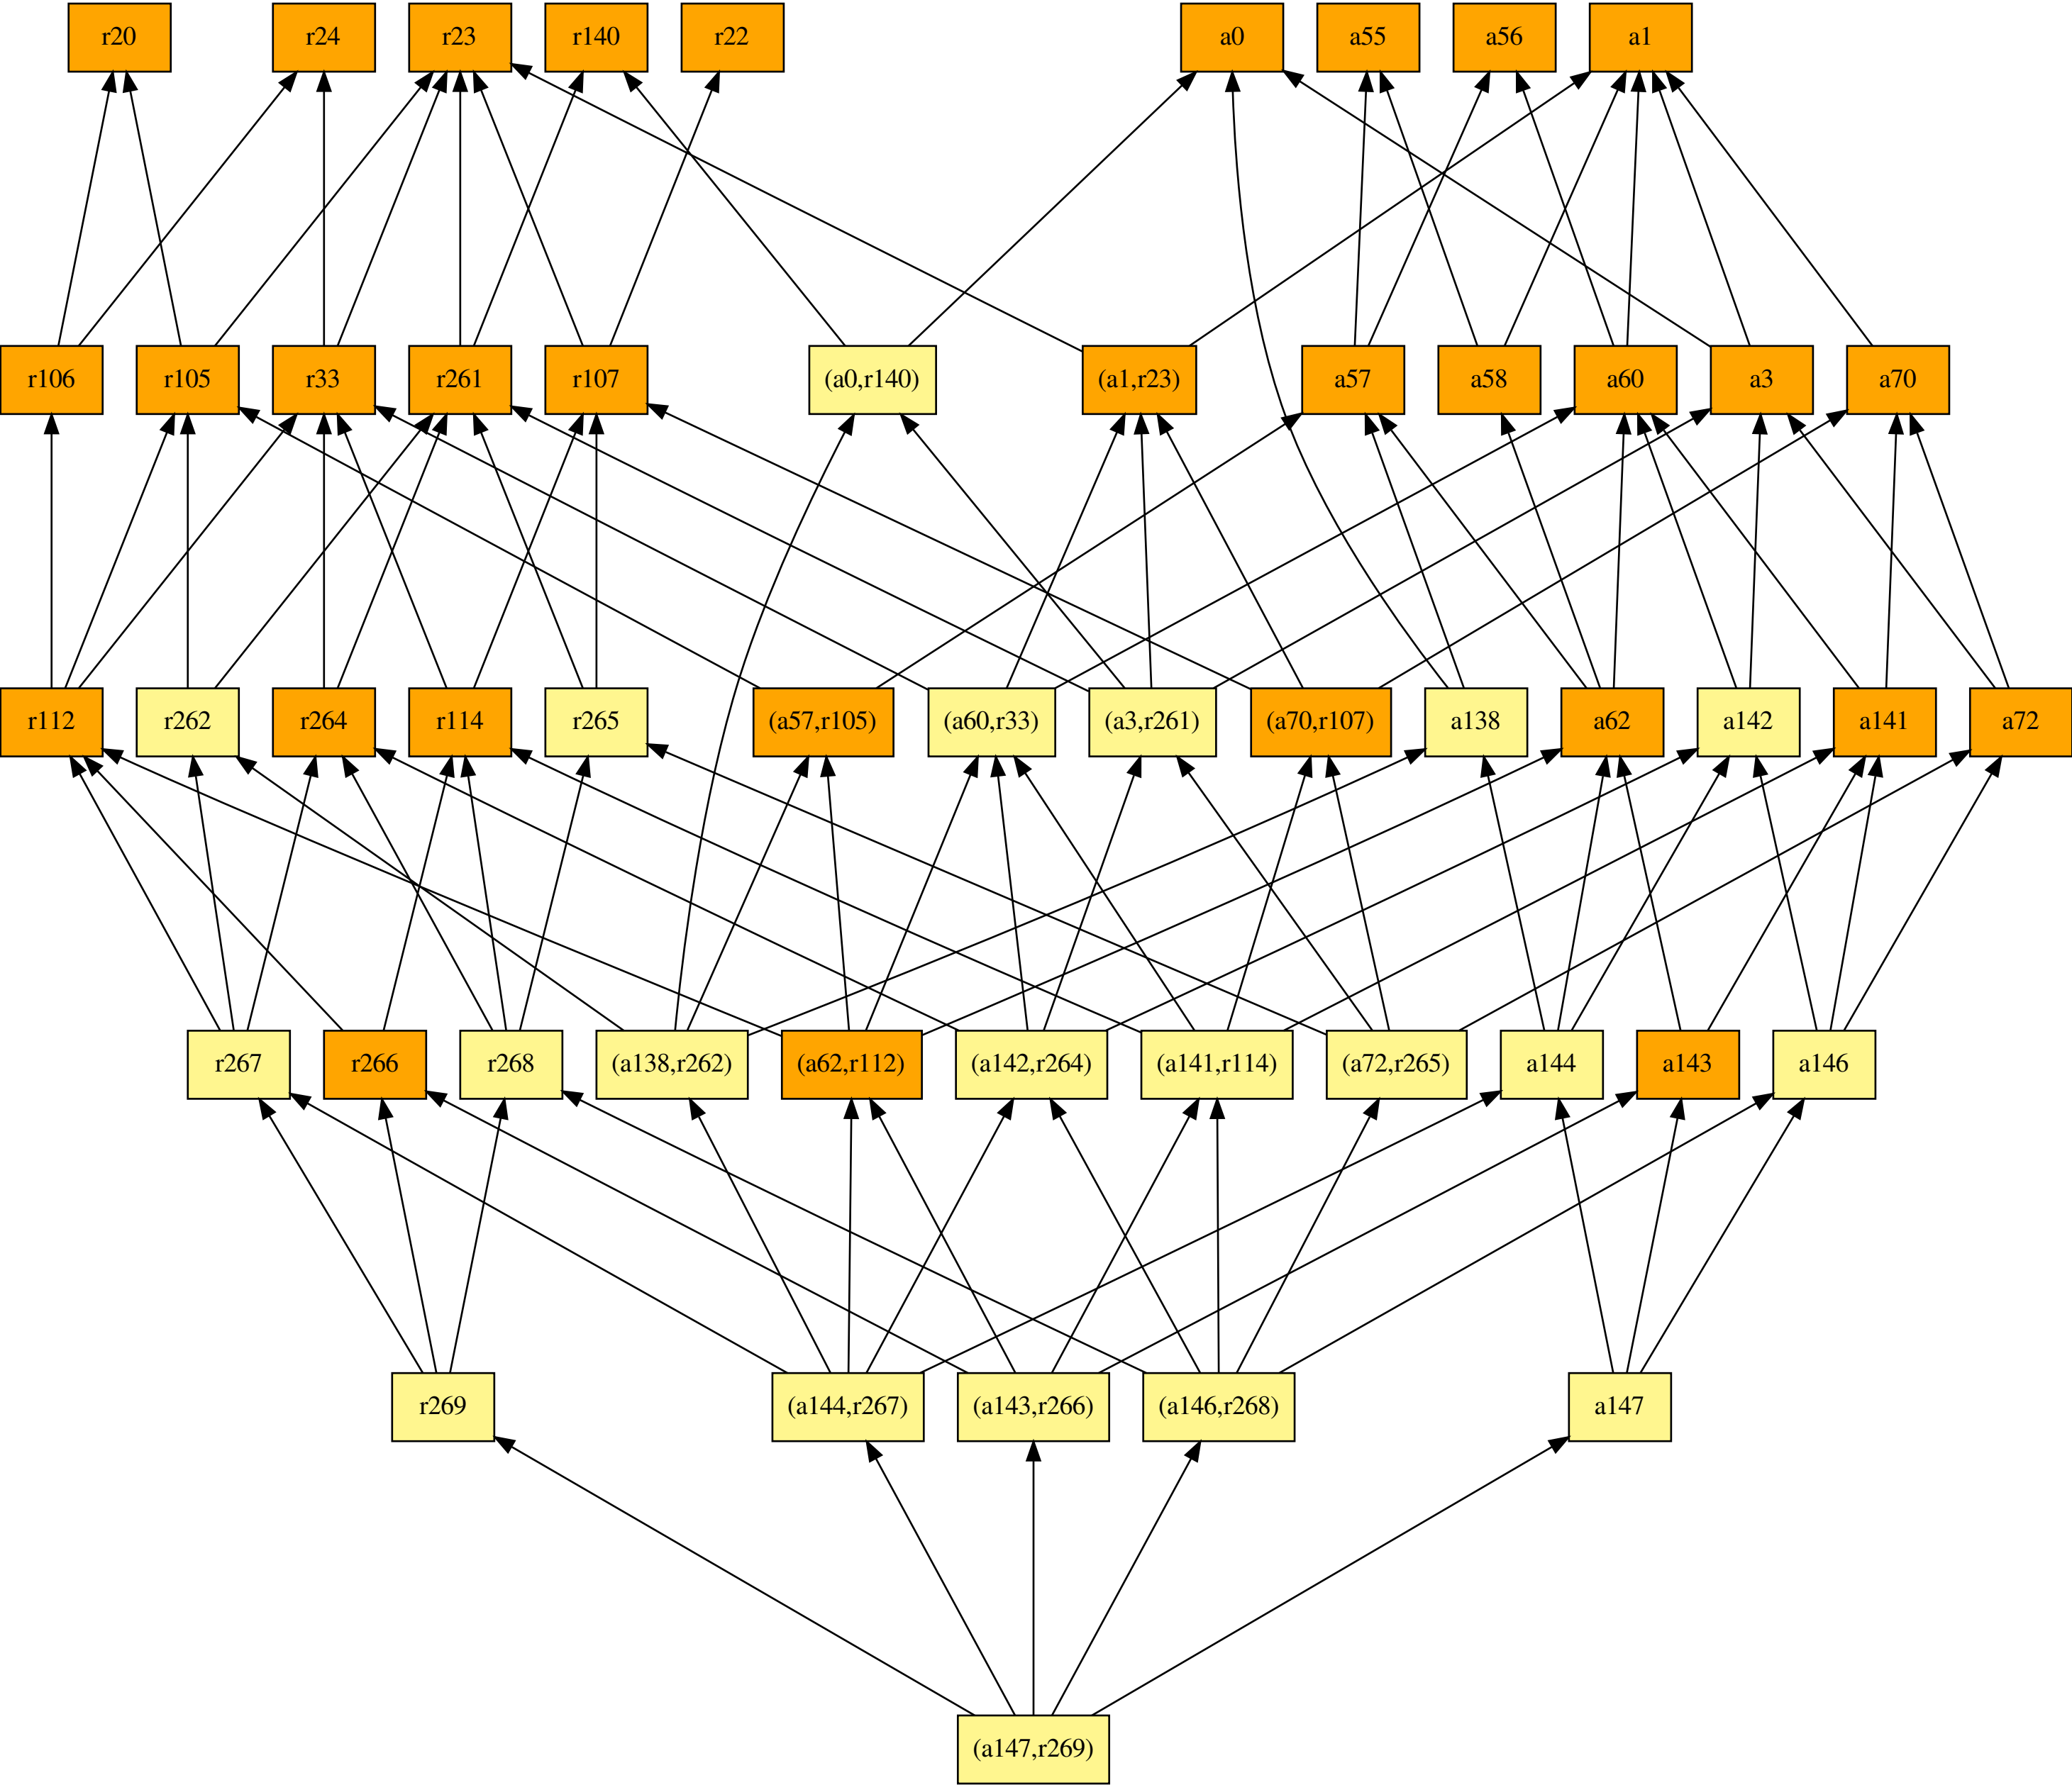 r20 r24 r23 r140 r22 a0 a55 a56 a1
r106 r105 r33 r261 r107 (a0,r140) (a1,r23) a57 a58 a60 a3 a70
r112 r262 r264 r114 r265 (a57,r105) (a60,r33) (a3,r261) (a70,r107) a138 a62 a142 a141 a72
r267 r266 r268 (a138,r262) (a62,r112) (a142,r264) (a141,r114) (a72,r265) a144 a143 a146
r269 (a144,r267) (a143,r266) (a146,r268) a147
(a147,r269)